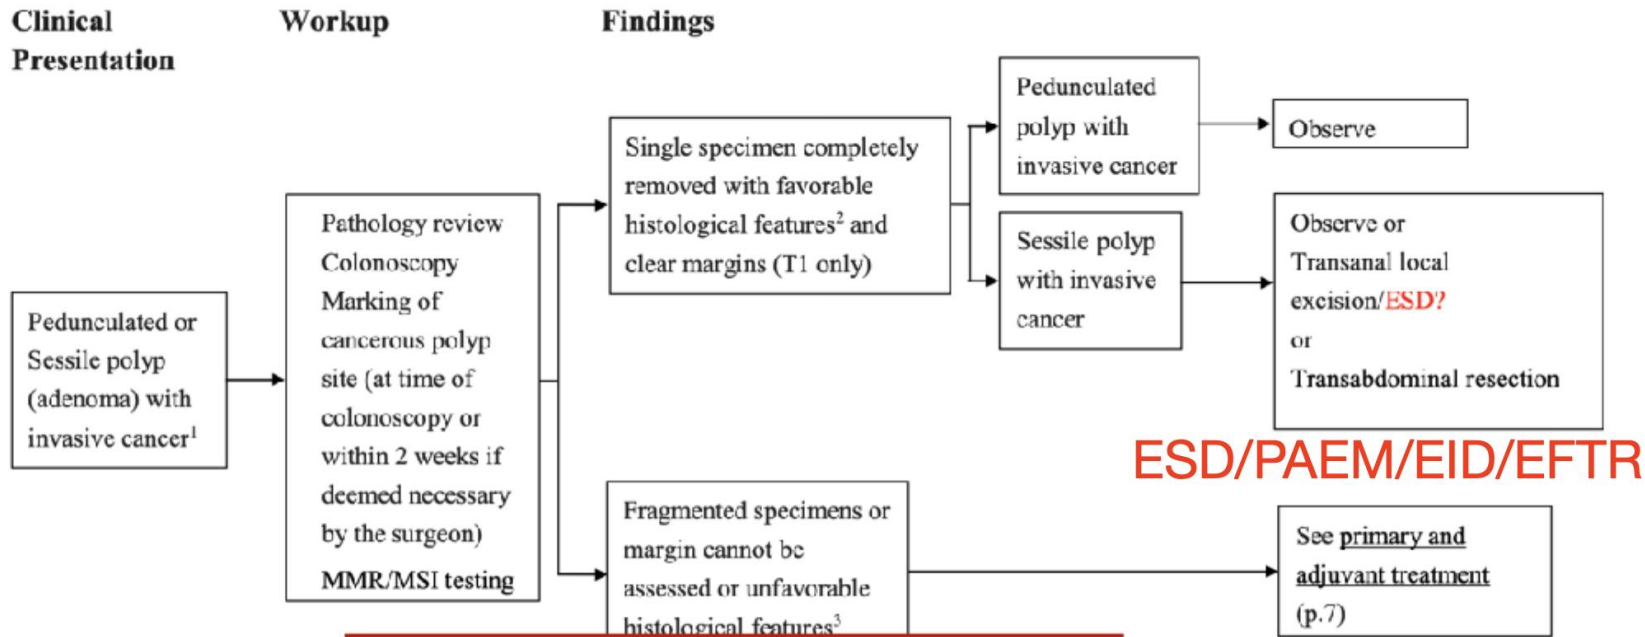 Clinical
Presentation
Workup
Findings
Pedunculated or
Sessile polyp
(adenoma) with
invasive cancer¹
Pathology review
Colonoscopy
Marking of
cancerous polyp
site (at time of
colonoscopy or
within 2 weeks if
deemed necessary
by the surgeon)
MMR/MSI testing
Single specimen completely
removed with favorable
histological features² and
clear margins (T1 only)
Pedunculated
polyp with
invasive cancer
Observe
Sessile polyp
with invasive
cancer
Observe or
Transanal local
excision/ESD?
or
Transabdominal resection
ESD/PAEM/EID/EFTR
Fragmented specimens or
margin cannot be
assessed or unfavorable
histological features³
See primary and
adjuvant treatment
(p.7)